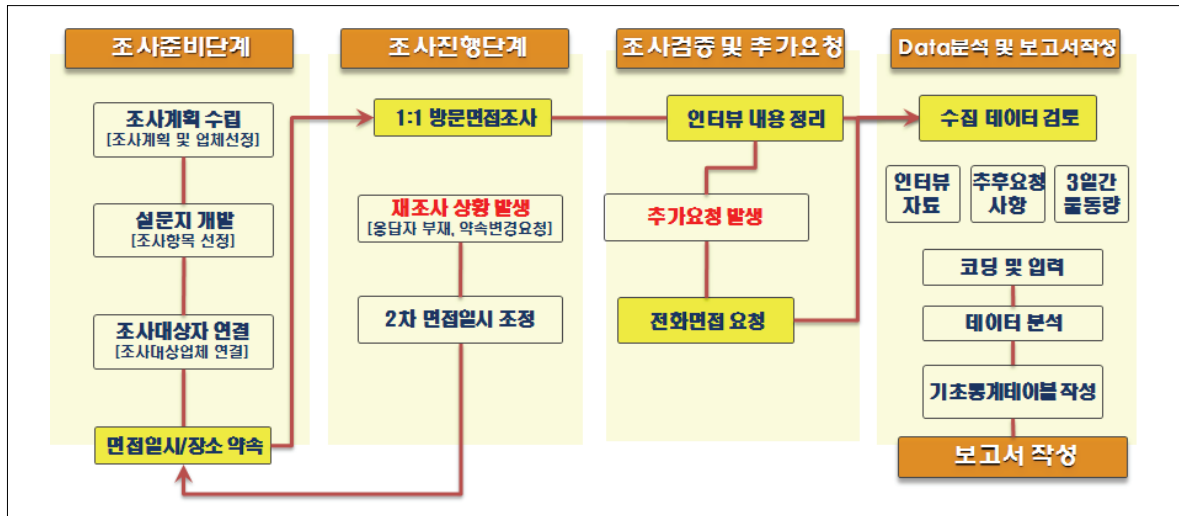 조사준비단계
조사계획 수립
[조사계획 및 업체선정]
설문지 개발
[조사항목 선정]
조사대상자 연결
[조사대상업체 연결]
면접일시/장소 약속
조사진행단계
1:1 방문면접조사
재조사 상황 발생
[응답자 부재, 약속변경요청]
2차 면접일시 조정
조사검증 및 추가요청
인터뷰 내용 정리
추가요청 발생
전화면접 요청
Data분석 및 보고서작성
수집 데이터 검토
인터뷰
자료
추후요청
사항
3일간
물동량
코딩 및 입력
데이터 분석
기초통계테이블 작성
보고서 작성